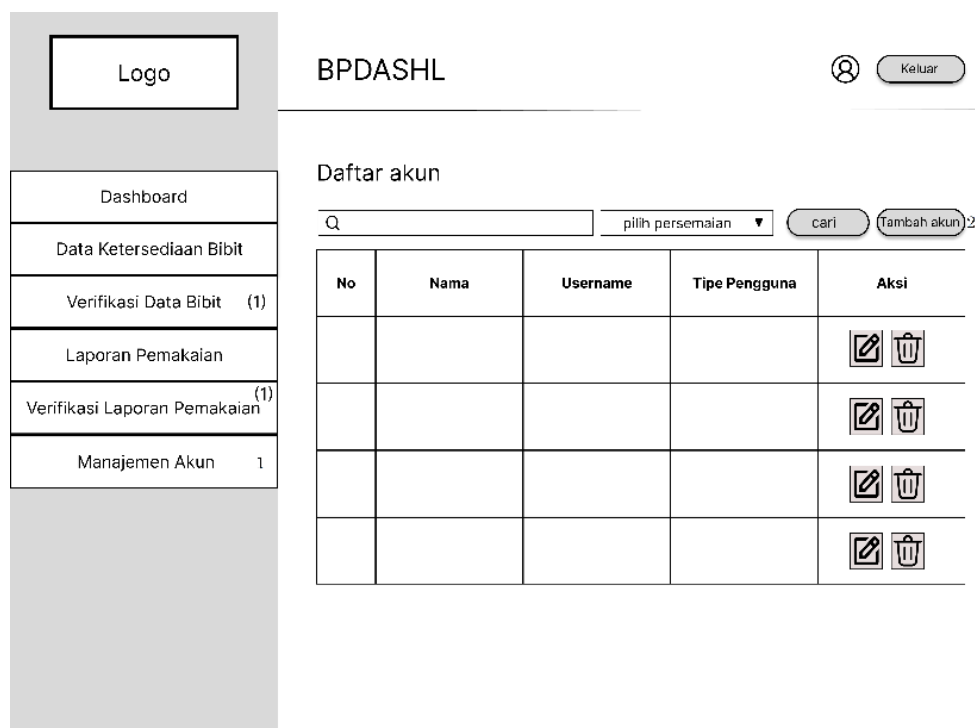 Logo
BPDASHL
Keluar
Daftar akun
Dashboard
Data Ketersediaan Bibit
Verifikasi Data Bibit (1)
Laporan Pemakaian
Verifikasi Laporan Pemakaian (1)
Manajemen Akun 1
pilih persemaian ▼ cari Tambah akun 2
No Nama Username Tipe Pengguna Aksi